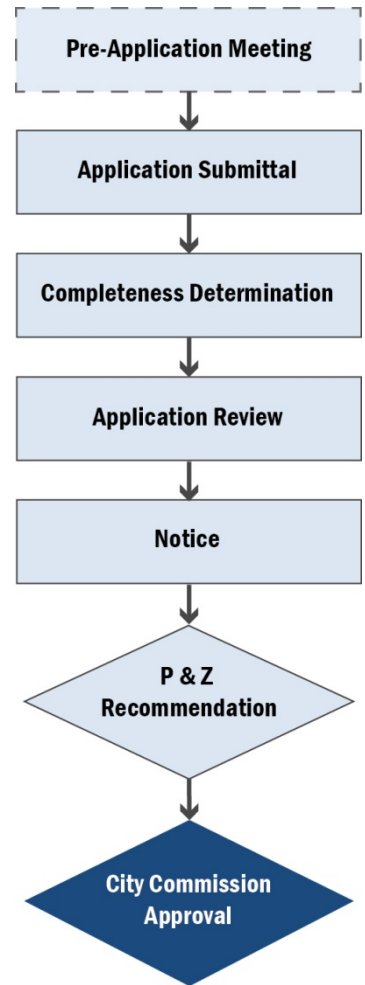 Pre-Application Meeting
Application Submittal
Completeness Determination
Application Review
Notice
P & Z
Recommendation
City Commission
Approval